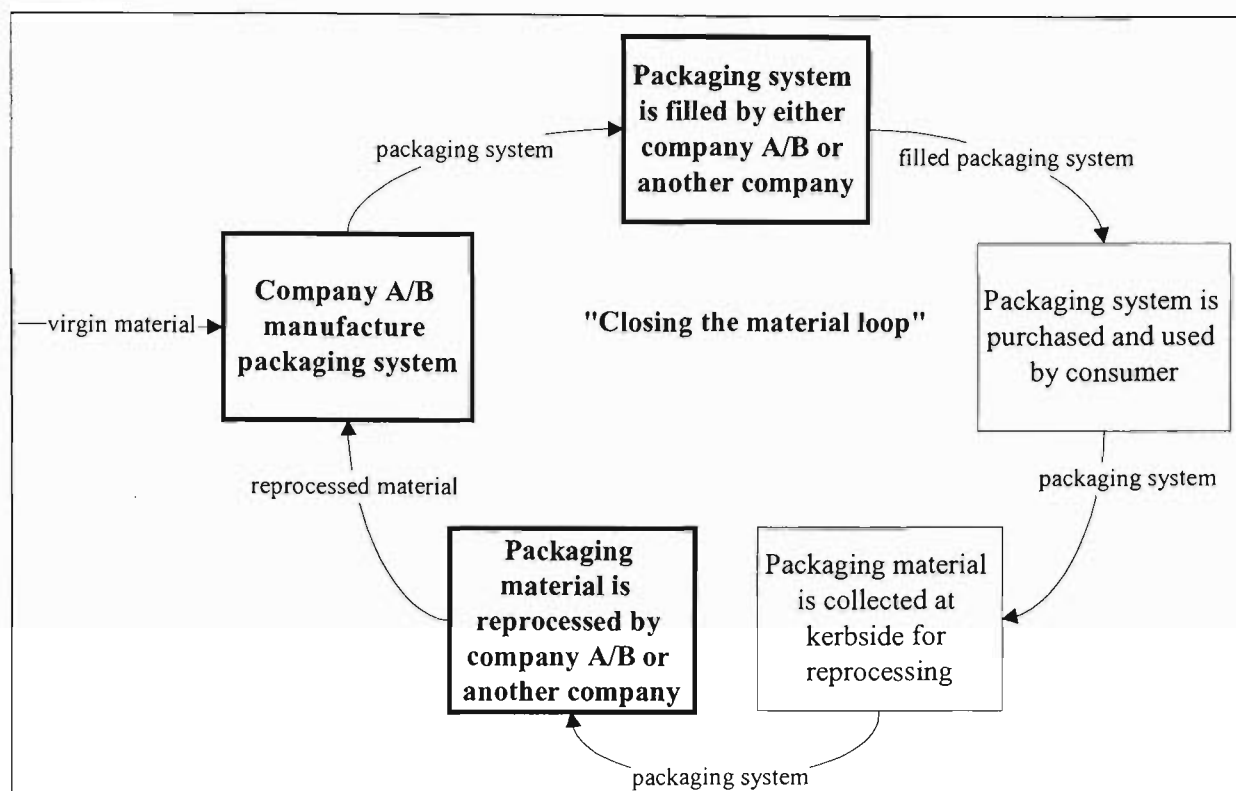 Packaging system
is filled by either
company A/B or
another company
packaging system
filled packaging system
Company A/B
manufacture
packaging system
virgin material
"Closing the material loop"
Packaging system is
purchased and used
by consumer
packaging system
reprocessed material
Packaging material
is collected at
kerbside for
reprocessing
Packaging
material is
reprocessed by
company A/B or
another company
packaging system